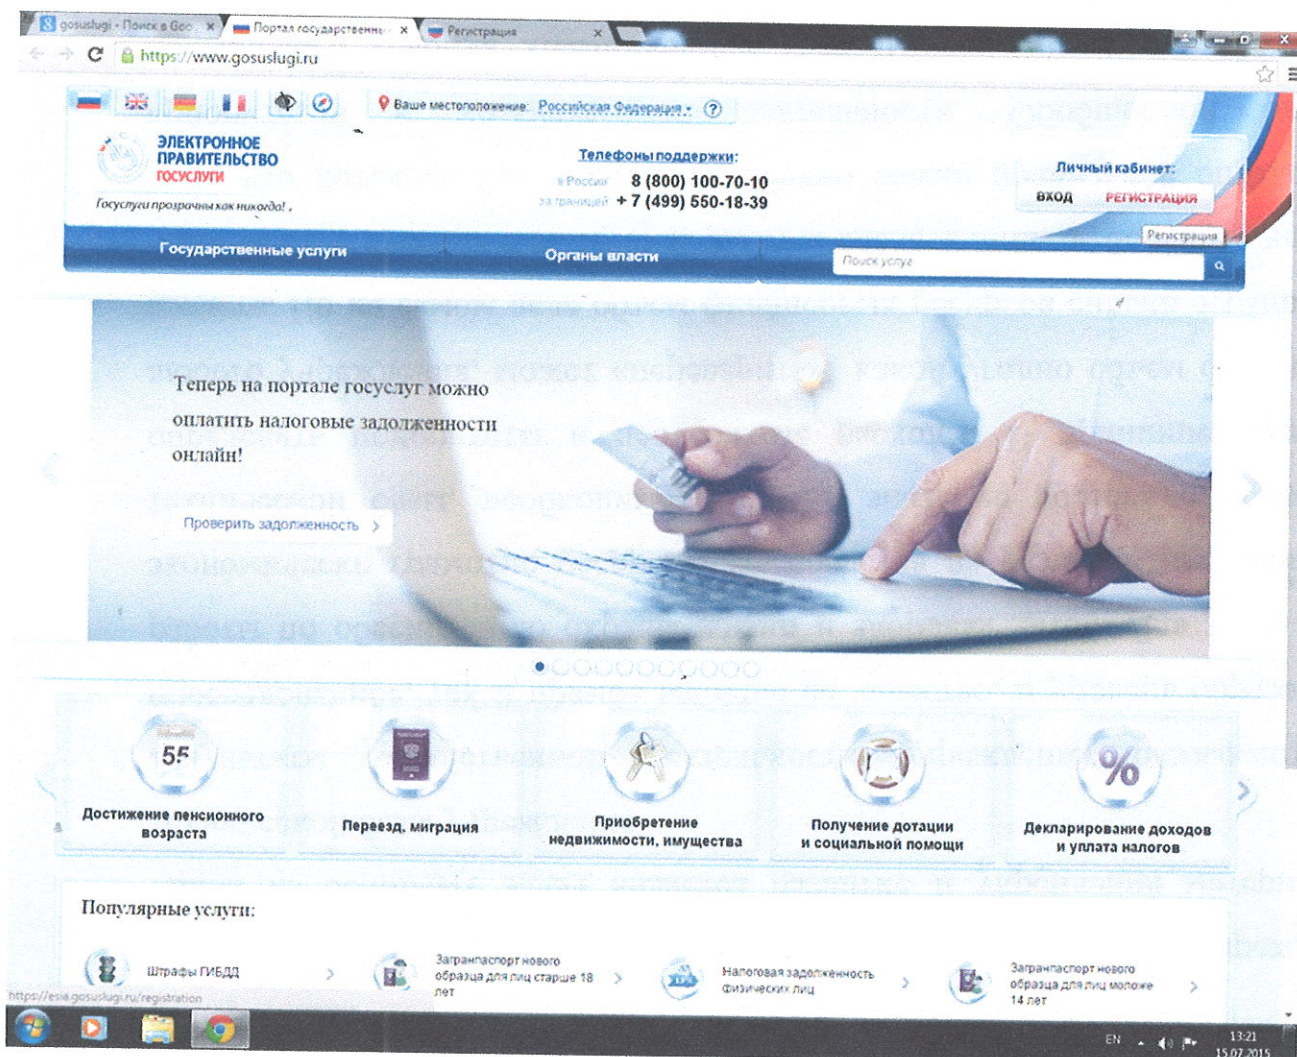 gosuslugi - Поиск в Goo
Портал государственны
Регистрация
https://www.gosuslugi.ru
Ваше местоположение: Российская Федерация
ЭЛЕКТРОННОЕ
ПРАВИТЕЛЬСТВО
ГОСУСЛУГИ
Госуслуги прозрачны как никогда!
Телефоны поддержки:
в России 8 (800) 100-70-10
за границей + 7 (499) 550-18-39
Личный кабинет:
ВХОД РЕГИСТРАЦИЯ
Регистрация
Государственные услуги
Органы власти
Поиск услуг
Теперь на портале госуслуг можно
оплатить налоговые задолженности
онлайн!
Проверить задолженность >
55
Достижение пенсионного
возраста
Переезд, миграция
Приобретение
недвижимости, имущества
Получение дотации
и социальной помощи
%
Декларирование доходов
и уплата налогов
Популярные услуги:
Штрафы ГИБДД
Загранпаспорт нового
образца для лиц старше 18
лет
Налоговая задолженность
физических лиц
Загранпаспорт нового
образца для лиц моложе
14 лет
https://esia.gosuslugi.ru/registration
EN
13:21
15.07.2015